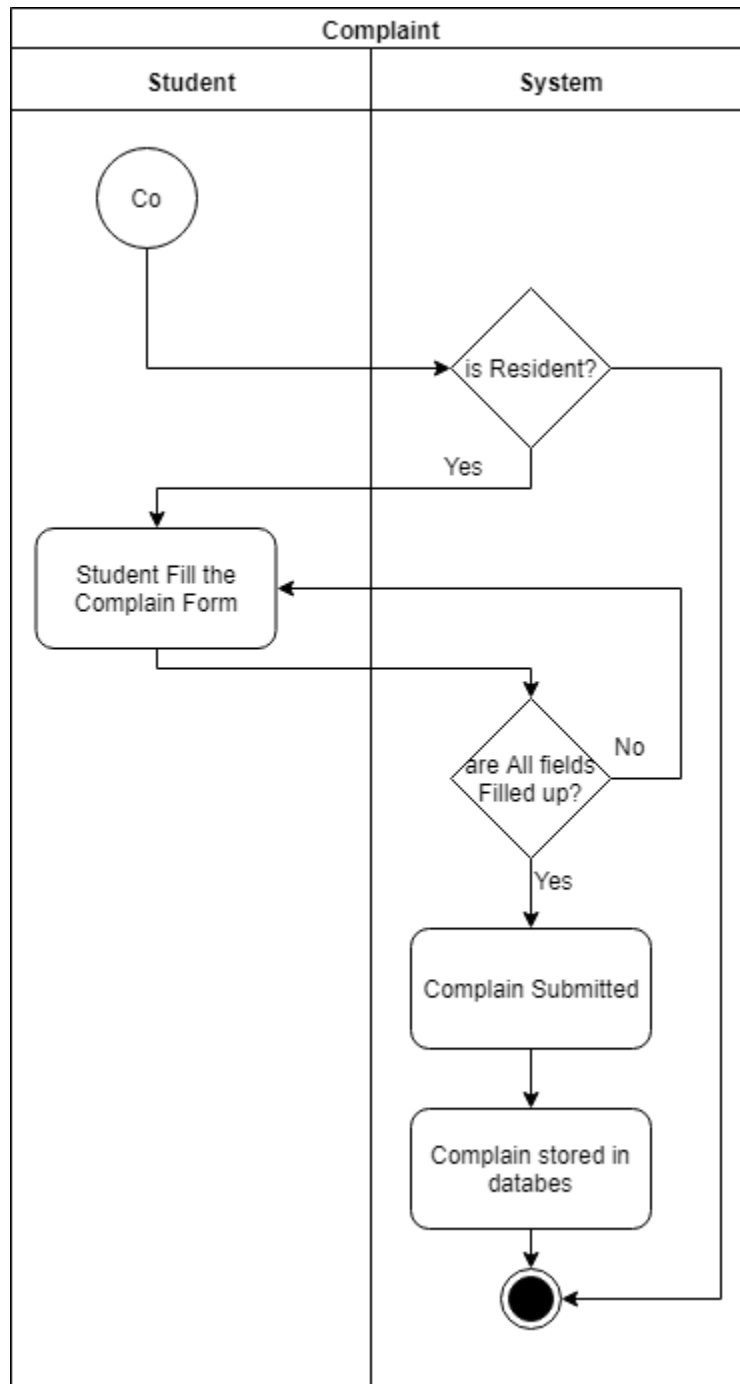 Complaint
Student
System
Co
is Resident?
Yes
Student Fill the
Complain Form
No
are All fields
Filled up?
Yes
Complain Submitted
Complain stored in
databes